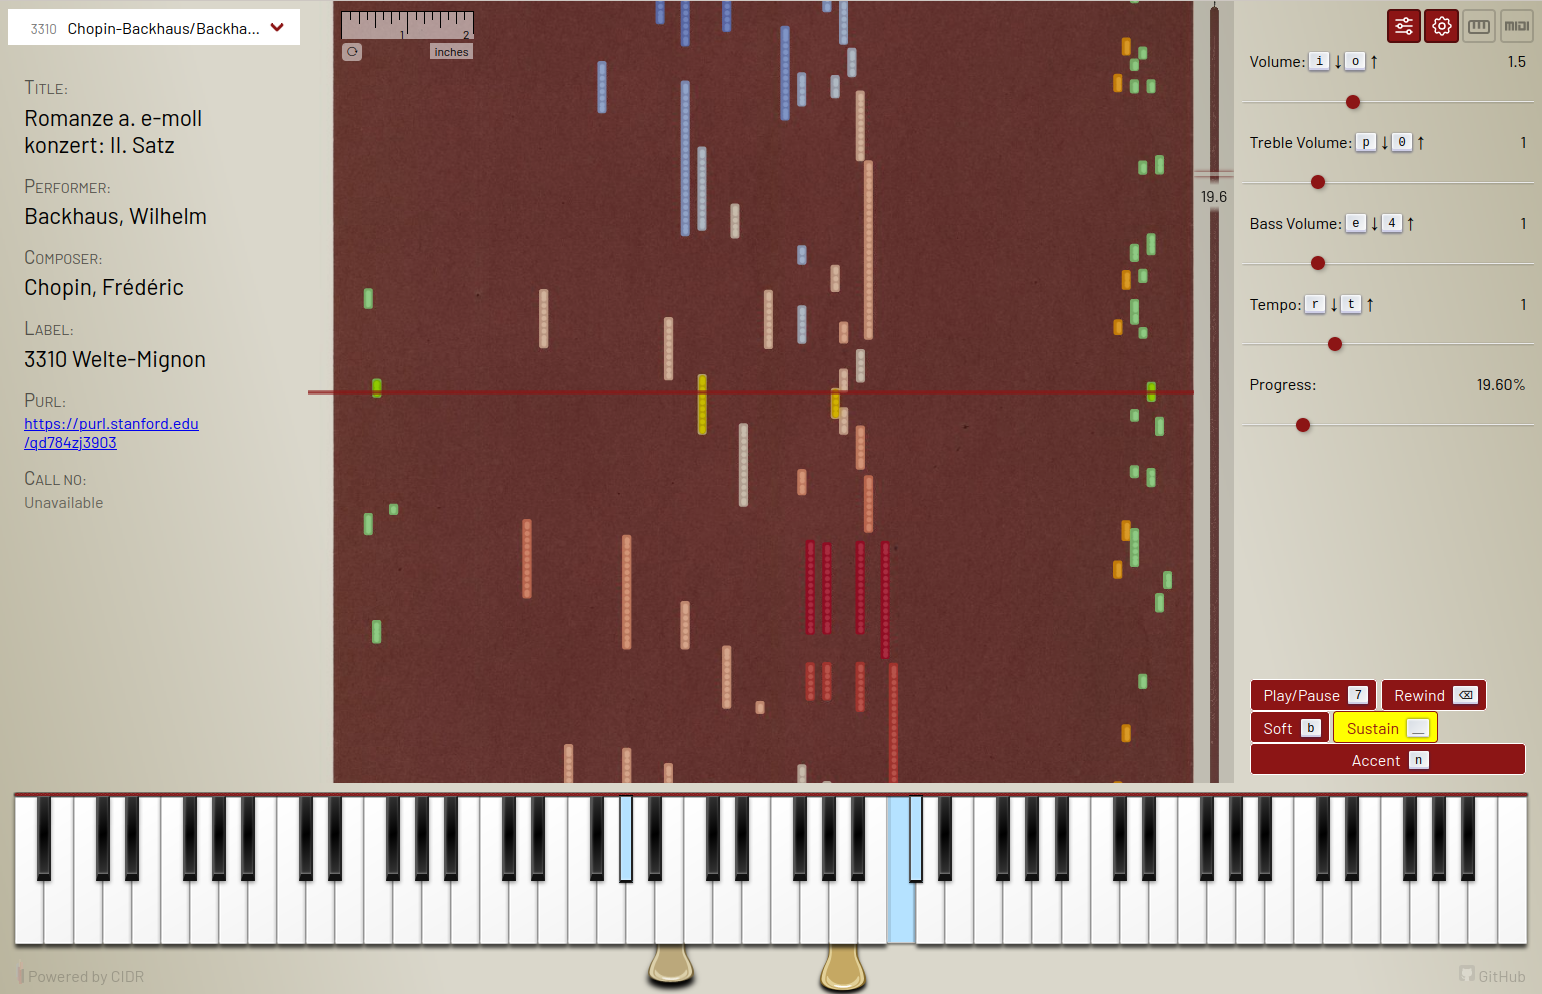 3310 Chopin-Backhaus/Backha...
TITLE:
Romanze a. e-moll
konzert: II. Satz
PERFORMER:
Backhaus, Wilhelm
COMPOSER:
Chopin, Frédéric
LABEL:
3310 Welte-Mignon
PURL:
https://purl.stanford.edu
/qd784zj3903
CALL NO:
Unavailable
1 2
inches
19.6
MIDI
Volume: i ↓ o ↑ 1.5
Treble Volume: p ↓ 0 ↑ 1
Bass Volume: e ↓ 4 ↑ 1
Tempo: r ↓ t ↑ 1
Progress: 19.60%
Play/Pause 7 Rewind ⌫
Soft b Sustain _
Accent n
Powered by CIDR
GitHub